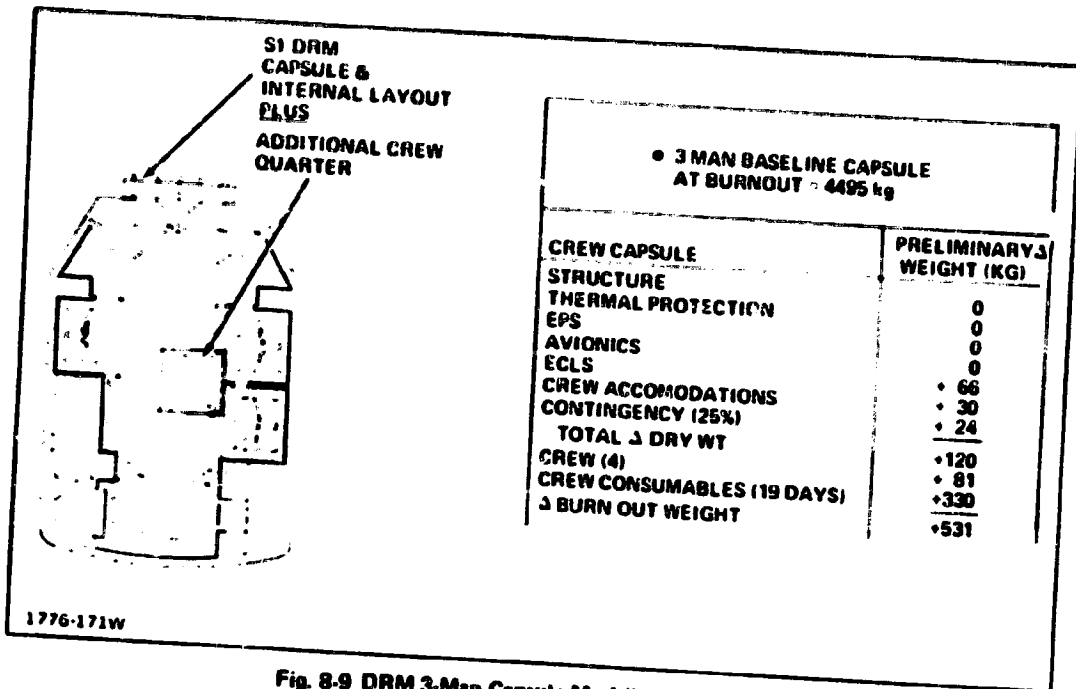 S1 DRM
CAPSULE &
INTERNAL LAYOUT
PLUS
ADDITIONAL CREW
QUARTER
• 3 MAN BASELINE CAPSULE
AT BURNOUT = 4495 kg
CREW CAPSULE PRELIMINARY Δ
WEIGHT (KG)
STRUCTURE 0
THERMAL PROTECTION 0
EPS 0
AVIONICS 0
ECLS + 66
CREW ACCOMODATIONS + 30
CONTINGENCY (25%) + 24
TOTAL Δ DRY WT +120
CREW (4) + 81
CREW CONSUMABLES (19 DAYS) +330
Δ BURN OUT WEIGHT +531
1776-171W
Fig. 8-9 DRM 3-Man Capsule